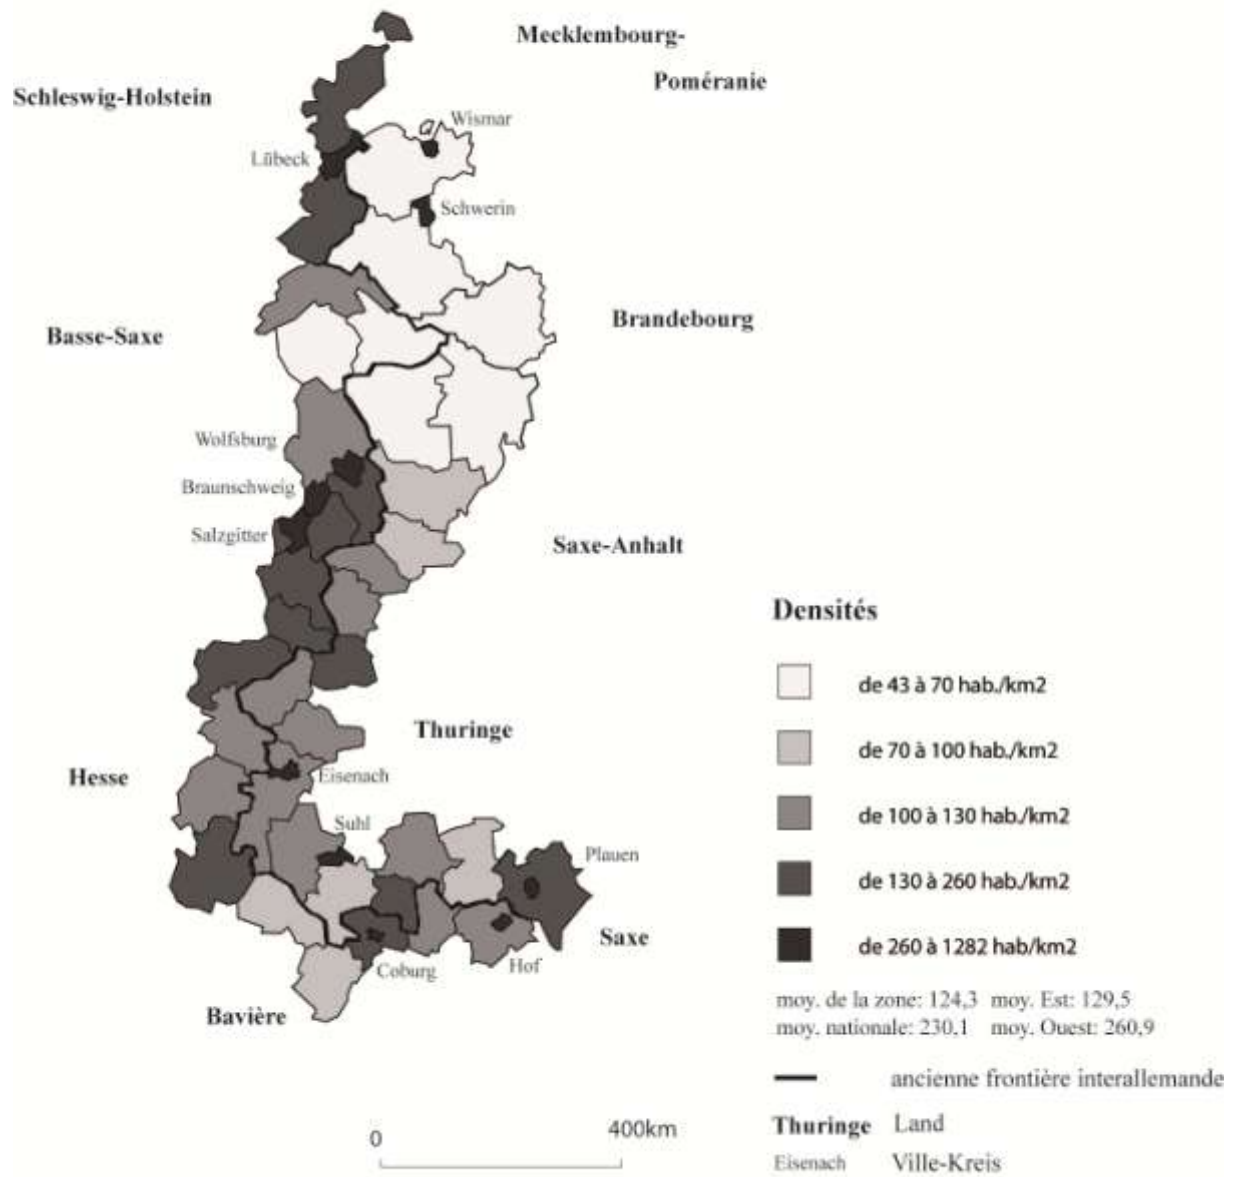 Mecklembourg-
Poméranie
Schleswig-Holstein
Wismar
Lübeck
Schwerin
Brandebourg
Basse-Saxe
Wolfsburg
Braunschweig
Salzgitter
Saxe-Anhalt
Thuringe
Hesse
Eisenach
Suhl
Plauen
Saxe
Hof
Coburg
Bavière
Densités
de 43 à 70 hab./km2
de 70 à 100 hab./km2
de 100 à 130 hab./km2
de 130 à 260 hab./km2
de 260 à 1282 hab/km2
moy. de la zone: 124,3 moy. Est: 129,5
moy. nationale: 230,1 moy. Ouest: 260,9
ancienne frontière interallemande
Thuringe Land
Eisenach Ville-Kreis
0 400km